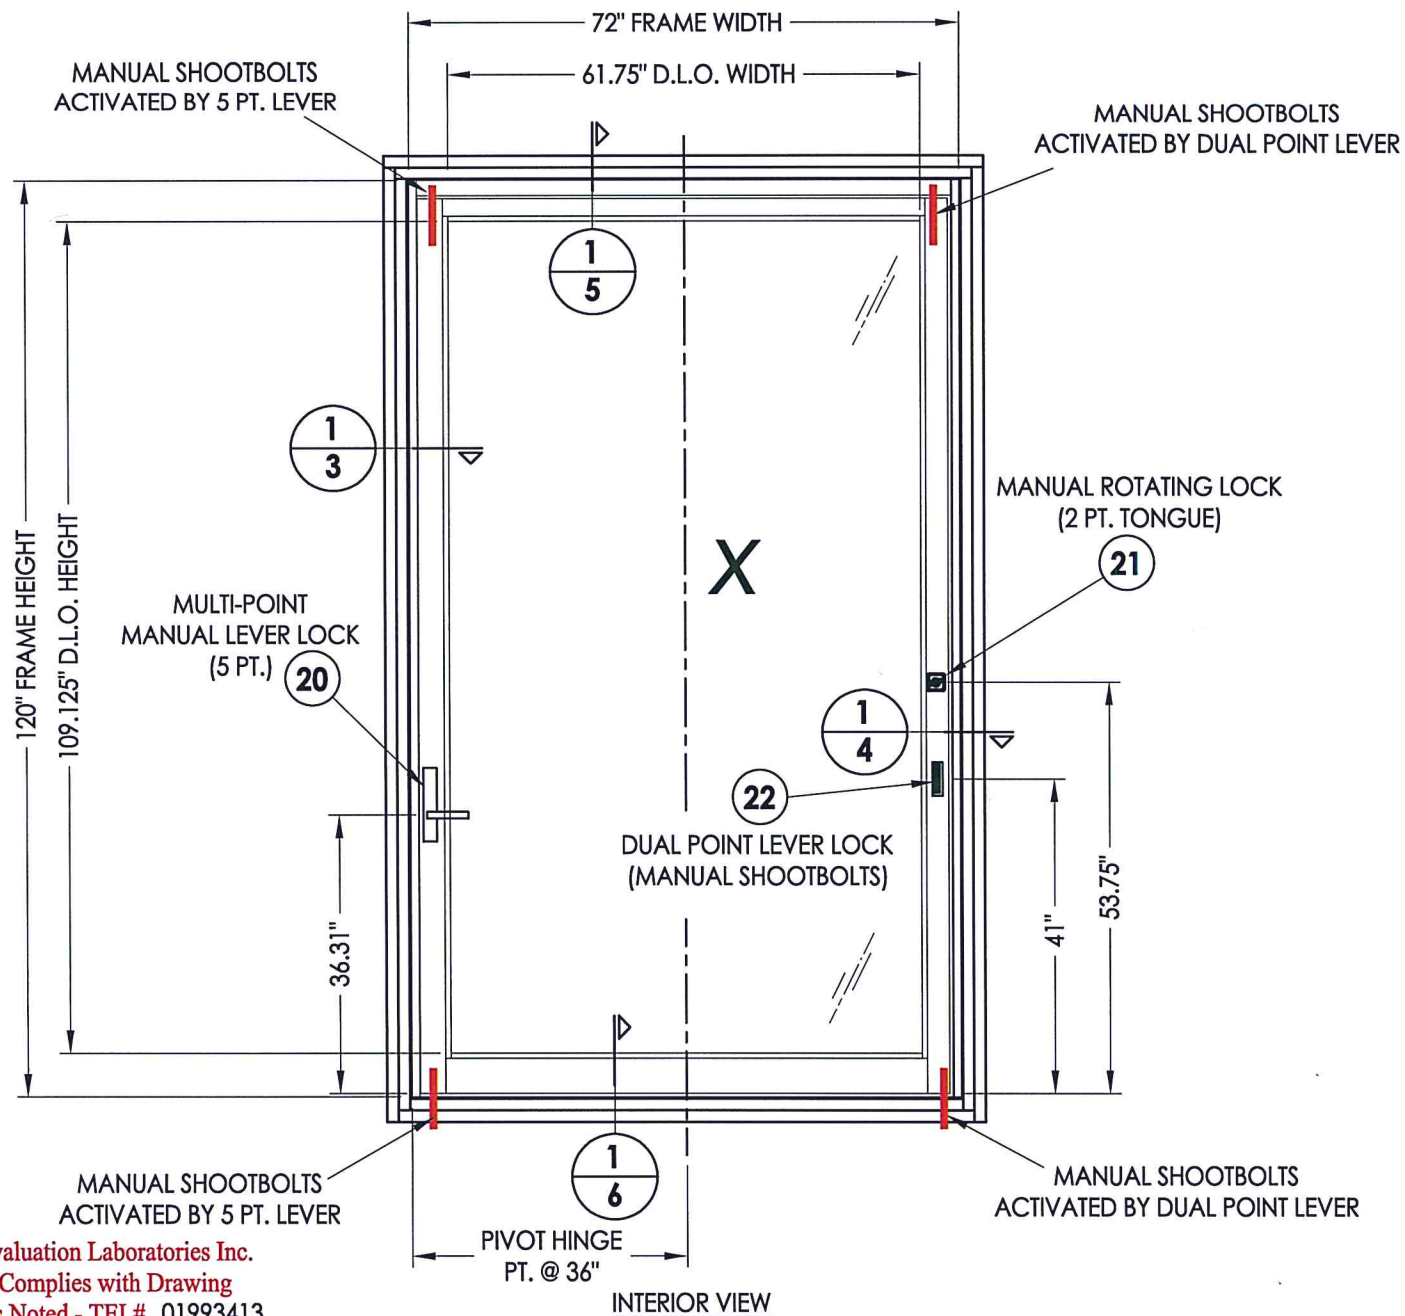 72" FRAME WIDTH
61.75" D.L.O. WIDTH
MANUAL SHOOTBOLTS
ACTIVATED BY 5 PT. LEVER
MANUAL SHOOTBOLTS
ACTIVATED BY DUAL POINT LEVER
1
5
1
3
120" FRAME HEIGHT
109.125" D.L.O. HEIGHT
X
MANUAL ROTATING LOCK
(2 PT. TONGUE)
21
MULTI-POINT
MANUAL LEVER LOCK
(5 PT.)
20
1
4
22
DUAL POINT LEVER LOCK
(MANUAL SHOOTBOLTS)
36.31"
41"
53.75"
1
6
MANUAL SHOOTBOLTS
ACTIVATED BY 5 PT. LEVER
MANUAL SHOOTBOLTS
ACTIVATED BY DUAL POINT LEVER
PIVOT HINGE
PT. @ 36"
INTERIOR VIEW
valuation Laboratories Inc.
Complies with Drawing
Noted - TEL# 01993413